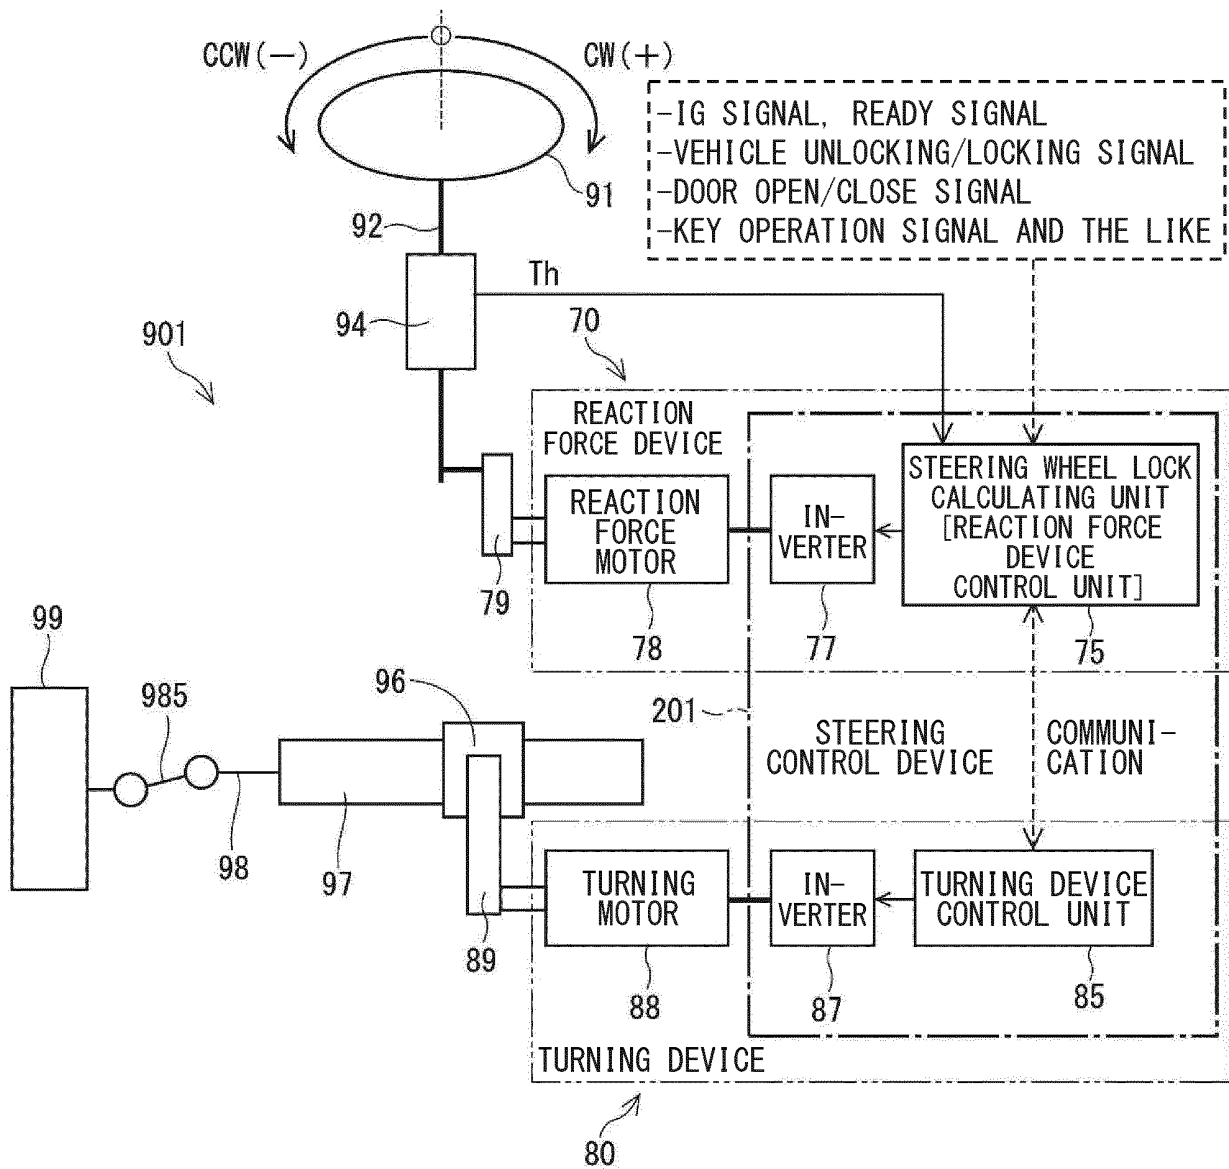 CCW(−)
CW(+)
-IG SIGNAL, READY SIGNAL
-VEHICLE UNLOCKING/LOCKING SIGNAL
-DOOR OPEN/CLOSE SIGNAL
-KEY OPERATION SIGNAL AND THE LIKE
91
92
Th
94
70
901
REACTION
FORCE DEVICE
REACTION
FORCE
MOTOR
IN-
VERTER
STEERING WHEEL LOCK
CALCULATING UNIT
[REACTION FORCE
DEVICE
CONTROL UNIT]
79
78
77
75
99
985
96
201
STEERING
CONTROL DEVICE
COMMUNI-
CATION
98
97
TURNING
MOTOR
IN-
VERTER
TURNING DEVICE
CONTROL UNIT
89
88
87
85
TURNING DEVICE
80